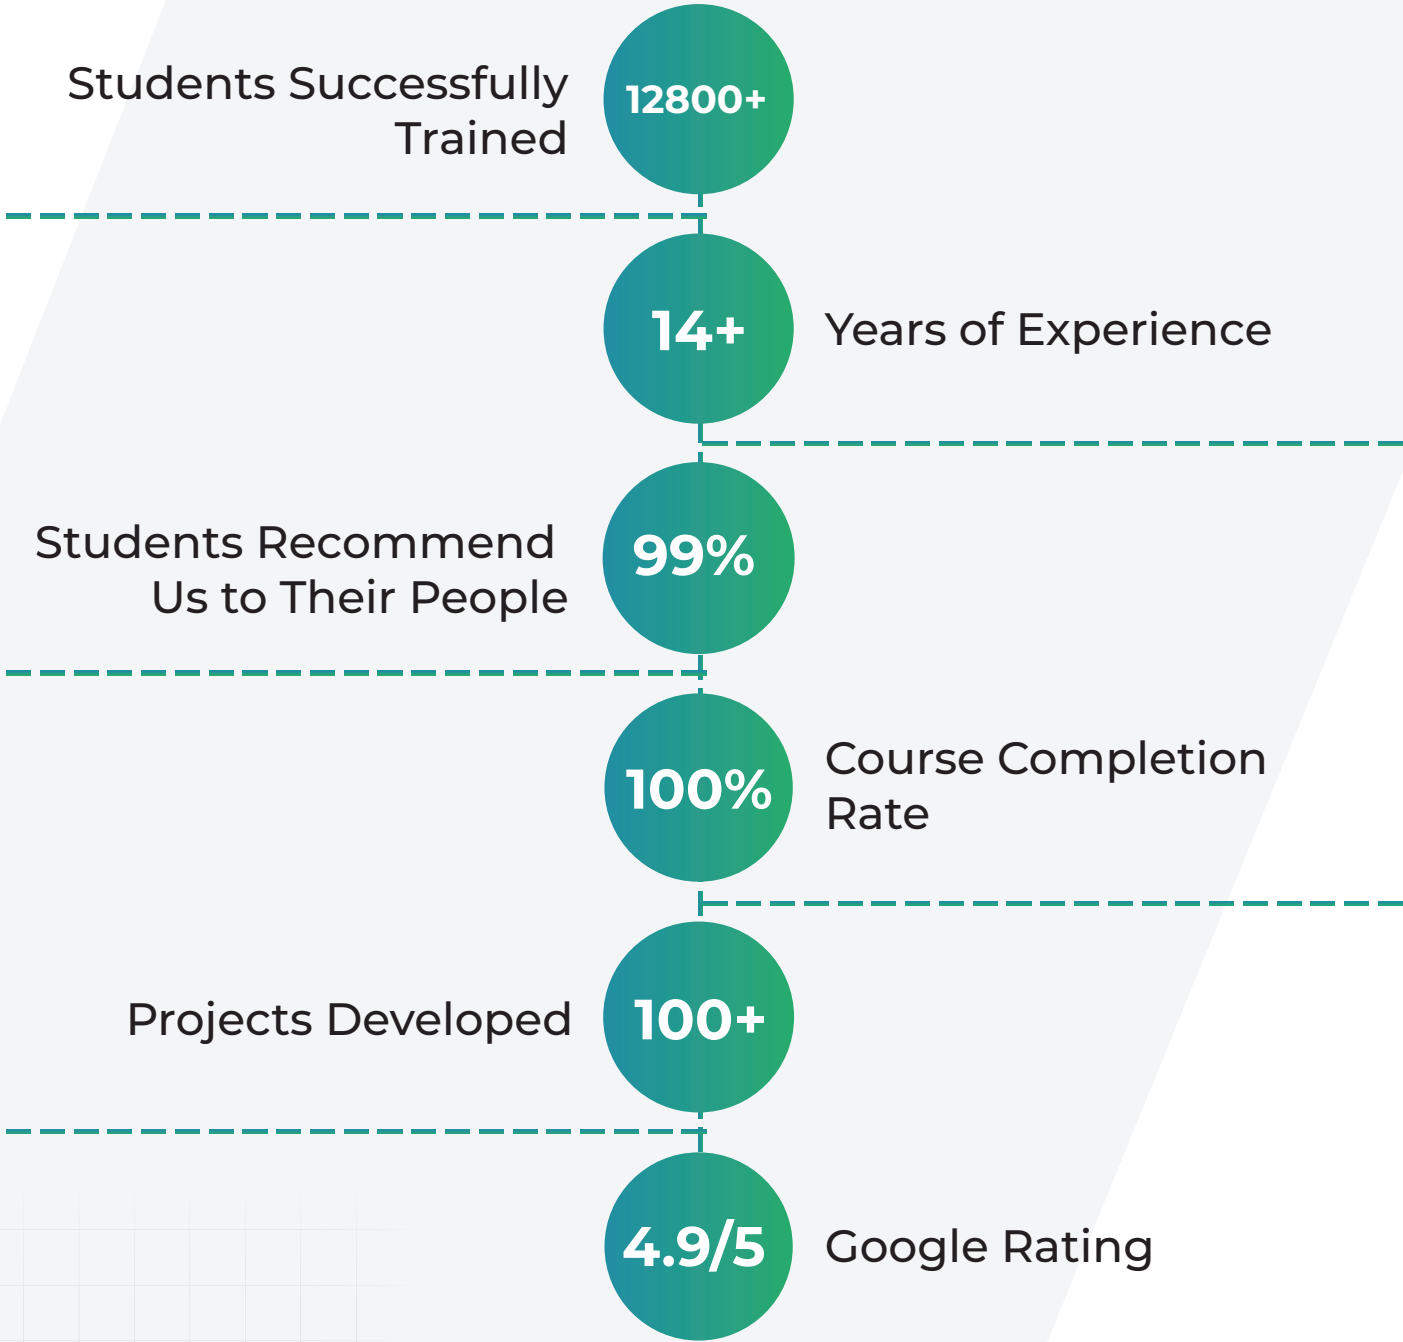 Students Successfully
Trained
12800+
14+
Years of Experience
Students Recommend
Us to Their People
99%
100%
Course Completion
Rate
Projects Developed
100+
4.9/5
Google Rating